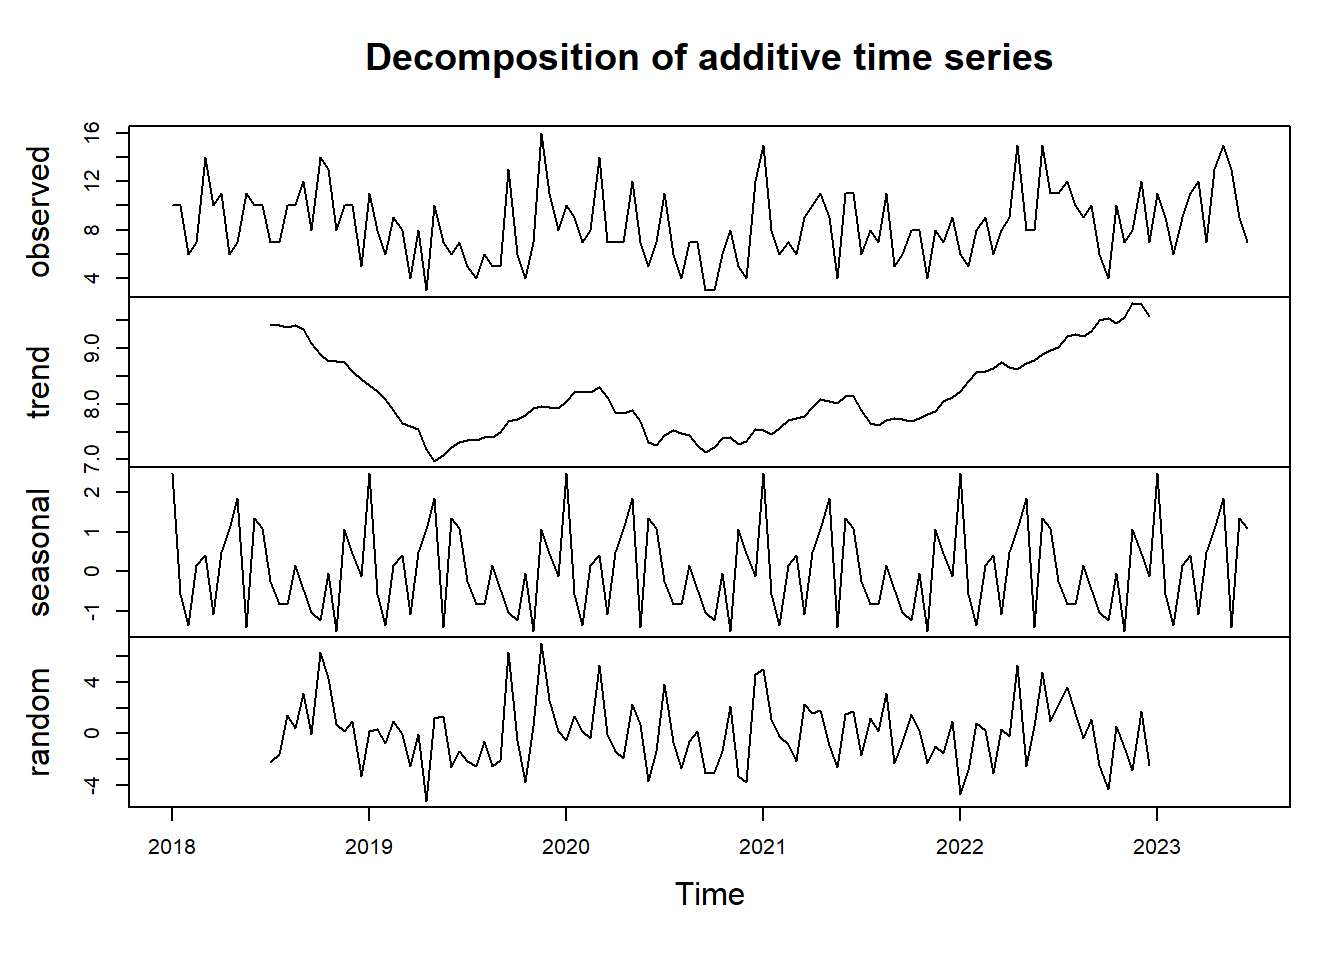 Decomposition of additive time series
observed
4 8 12 16
trend
7.0 8.0 9.0
seasonal
-1 0 1 2
random
-4 0 4
2018 2019 2020 2021 2022 2023
Time